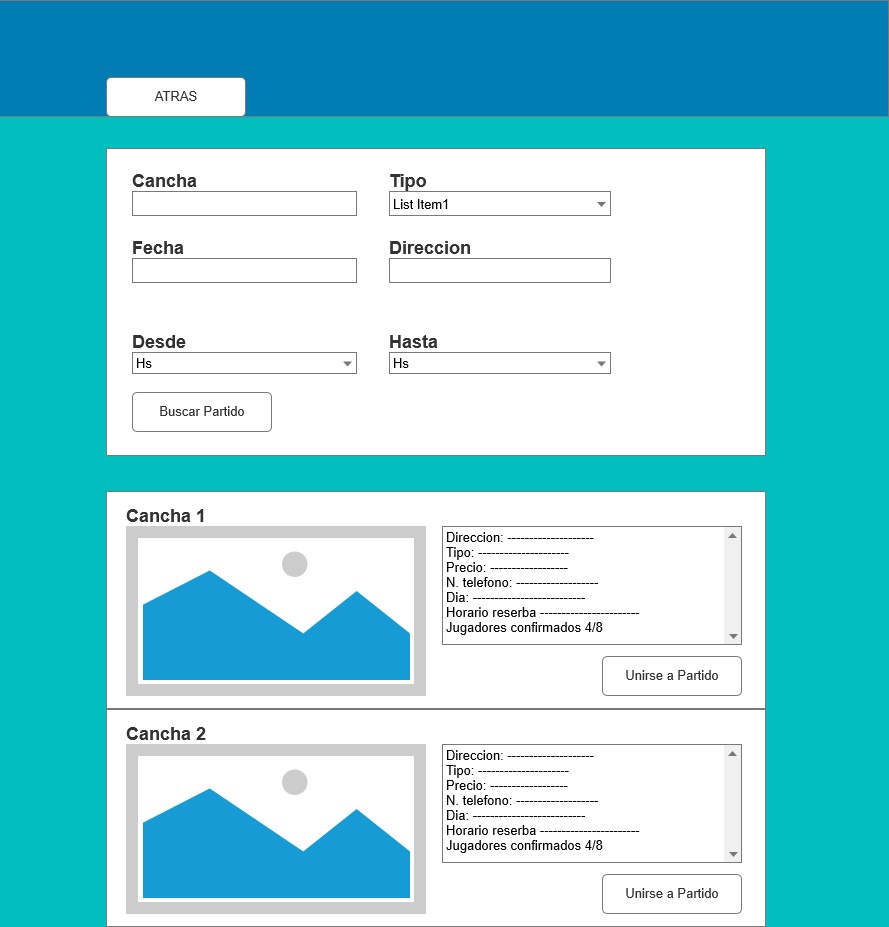 ATRAS
Cancha Tipo
List Item1
Fecha Direccion
Desde Hasta
Hs Hs
Buscar Partido
Cancha 1
Direccion: --------------------
Tipo: ---------------------
Precio: ------------------
N. telefono: -------------------
Dia: --------------------------
Horario reserba -----------------------
Jugadores confirmados 4/8
Unirse a Partido
Cancha 2
Direccion: --------------------
Tipo: ---------------------
Precio: ------------------
N. telefono: -------------------
Dia: --------------------------
Horario reserba -----------------------
Jugadores confirmados 4/8
Unirse a Partido